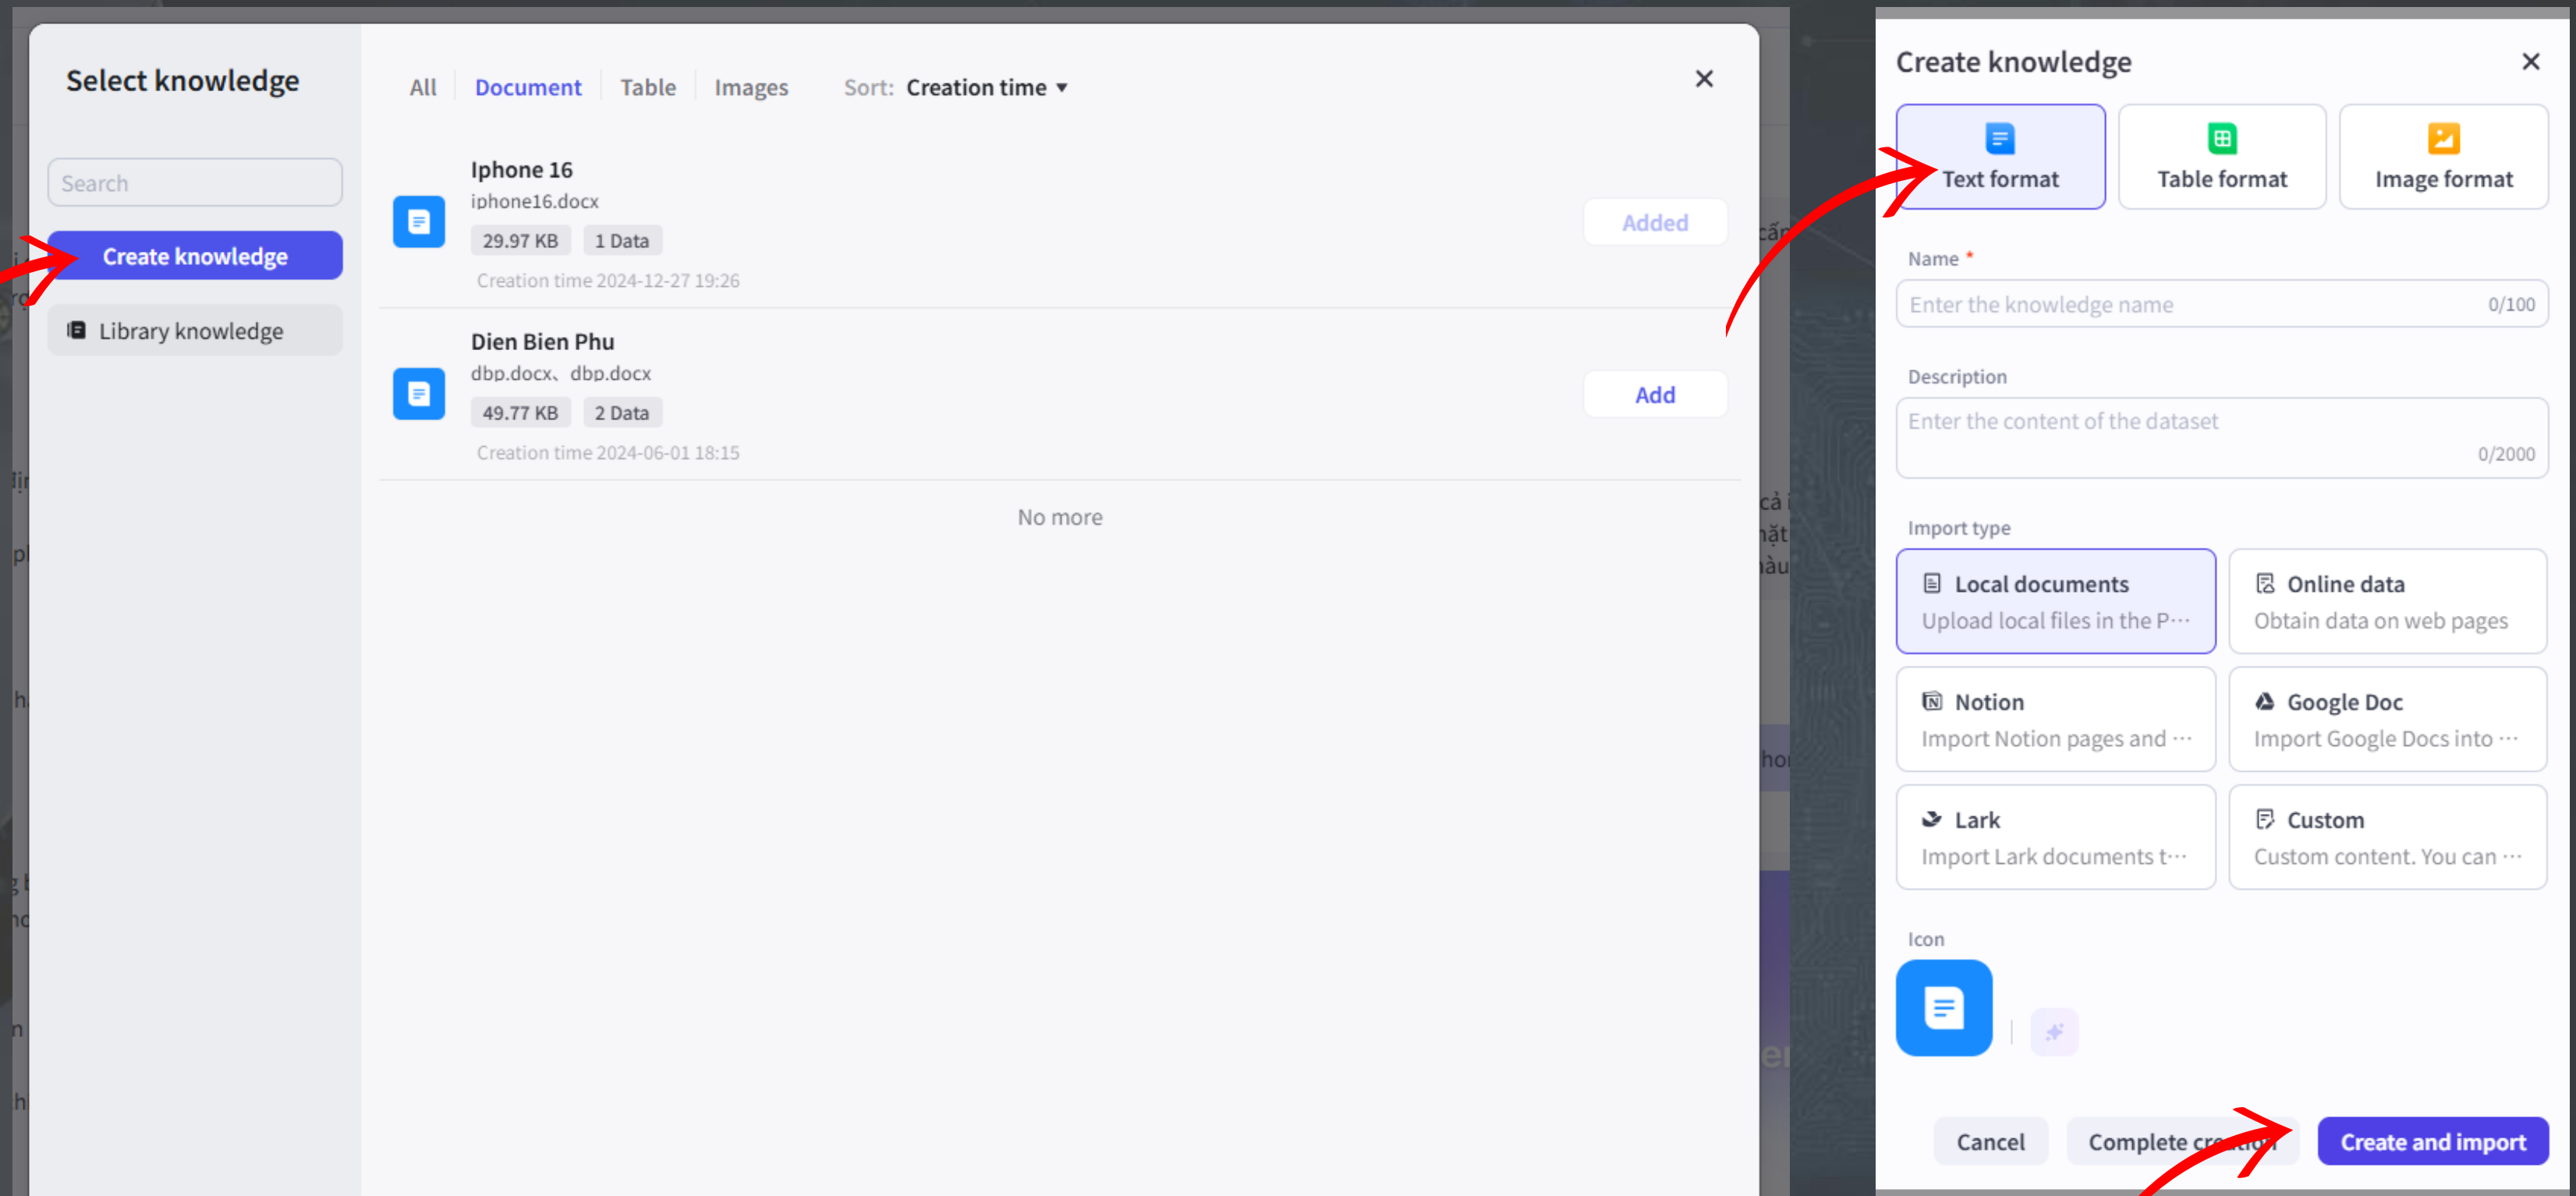 Select knowledge
Search
Create knowledge
Library knowledge
All Document Table Images Sort: Creation time
Iphone 16
iphone16.docx
29.97 KB 1 Data
Creation time 2024-12-27 19:26
Added
Dien Bien Phu
dbp.docx、dbp.docx
49.77 KB 2 Data
Creation time 2024-06-01 18:15
Add
No more
Create knowledge
Text format Table format Image format
Name *
Enter the knowledge name 0/100
Description
Enter the content of the dataset
0/2000
Import type
Local documents
Upload local files in the P···
Online data
Obtain data on web pages
Notion
Import Notion pages and ···
Google Doc
Import Google Docs into ···
Lark
Import Lark documents t···
Custom
Custom content. You can ···
Icon
Cancel Complete creation Create and import